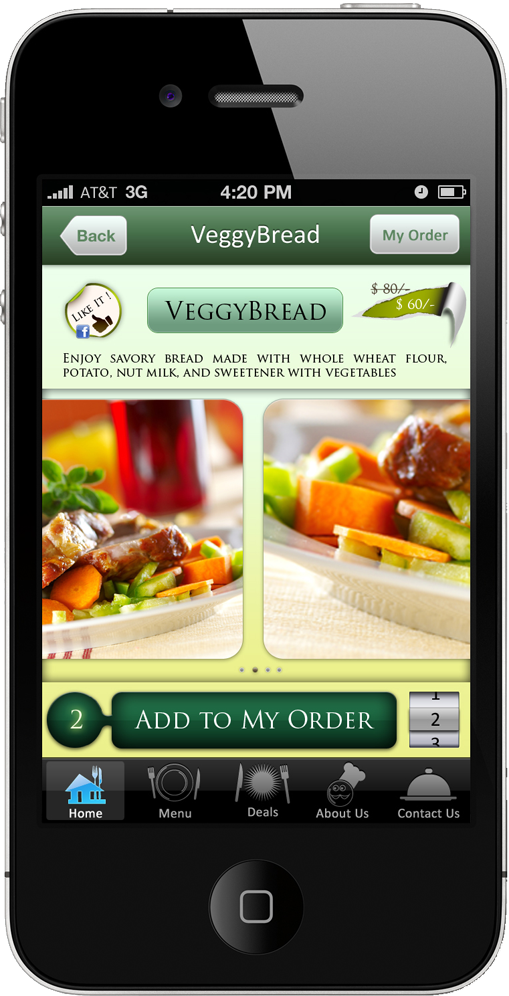 AT&T 3G 4:20 PM
Back VeggyBread My Order
LIKE IT !
f
VEGGYBREAD
$ 80/-
$ 60/-
ENJOY SAVORY BREAD MADE WITH WHOLE WHEAT FLOUR,
POTATO, NUT MILK, AND SWEETENER WITH VEGETABLES
2 ADD TO MY ORDER
1
2
3
Home Menu Deals About Us Contact Us